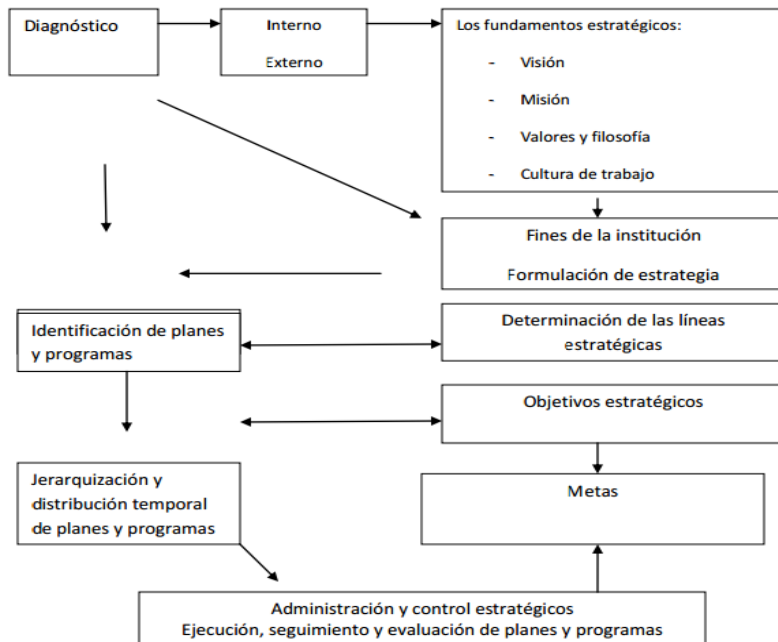 Diagnóstico
Interno
Externo
Los fundamentos estratégicos:
- Visión
- Misión
- Valores y filosofía
- Cultura de trabajo
Fines de la institución
Formulación de estrategia
Identificación de planes
y programas
Determinación de las líneas
estratégicas
Objetivos estratégicos
Jerarquización y
distribución temporal
de planes y programas
Metas
Administración y control estratégicos
Ejecución, seguimiento y evaluación de planes y programas